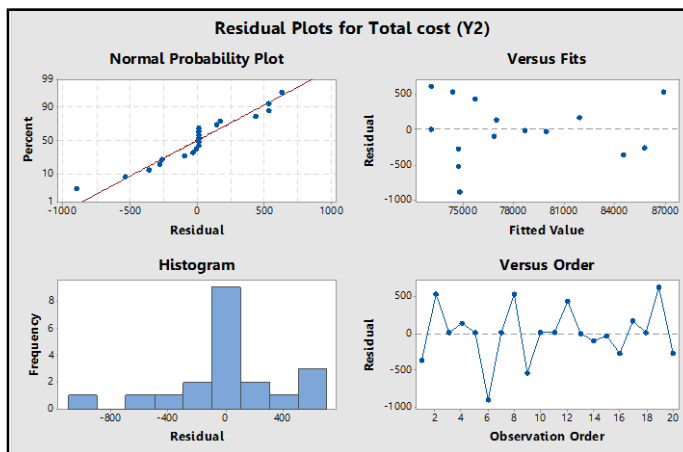 Residual Plots for Total cost (Y2)
Normal Probability Plot
99
90
50
10
1
Percent
-1000 -500 0 500 1000
Residual
Versus Fits
500
0
-500
-1000
Residual
75000 78000 81000 84000 87000
Fitted Value
Histogram
8
6
4
2
0
Frequency
-800 -400 0 400
Residual
Versus Order
500
0
-500
-1000
Residual
2 4 6 8 10 12 14 16 18 20
Observation Order